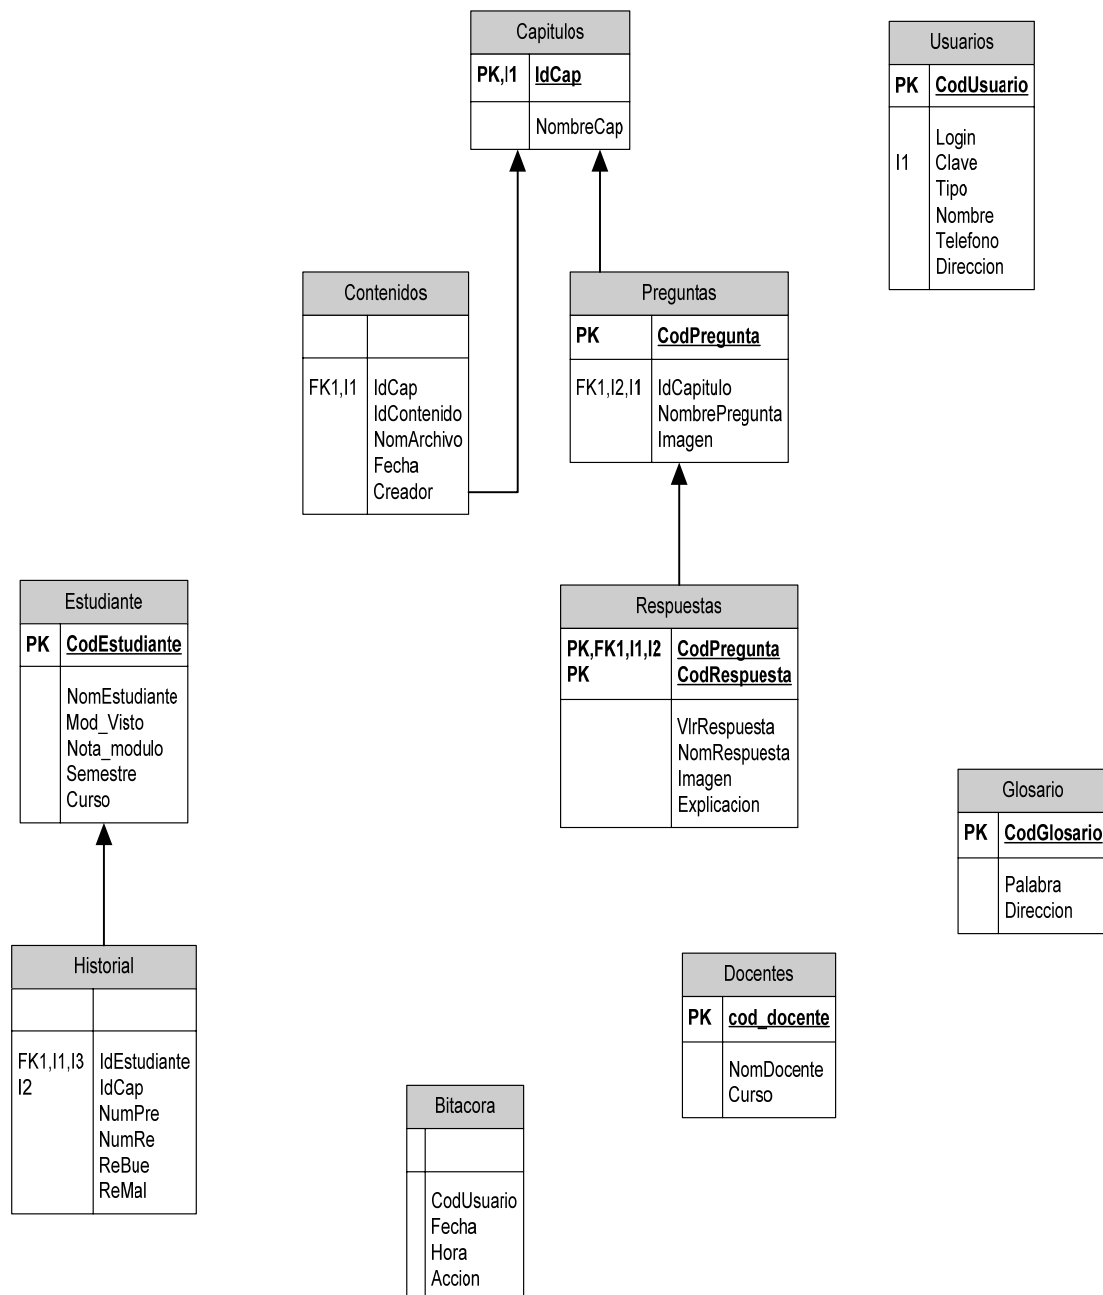 Capitulos
PK,I1 IdCap
NombreCap
Usuarios
PK CodUsuario
Login
I1 Clave
Tipo
Nombre
Telefono
Direccion
Contenidos
FK1,I1 IdCap
IdContenido
NomArchivo
Fecha
Creador
Preguntas
PK CodPregunta
FK1,I2,I1 IdCapitulo
NombrePregunta
Imagen
Estudiante
PK CodEstudiante
NomEstudiante
Mod_Visto
Nota_modulo
Semestre
Curso
Respuestas
PK,FK1,I1,I2 CodPregunta
PK CodRespuesta
VlrRespuesta
NomRespuesta
Imagen
Explicacion
Glosario
PK CodGlosario
Palabra
Direccion
Historial
FK1,I1,I3 IdEstudiante
I2 IdCap
NumPre
NumRe
ReBue
ReMal
Docentes
PK cod_docente
NomDocente
Curso
Bitacora
CodUsuario
Fecha
Hora
Accion